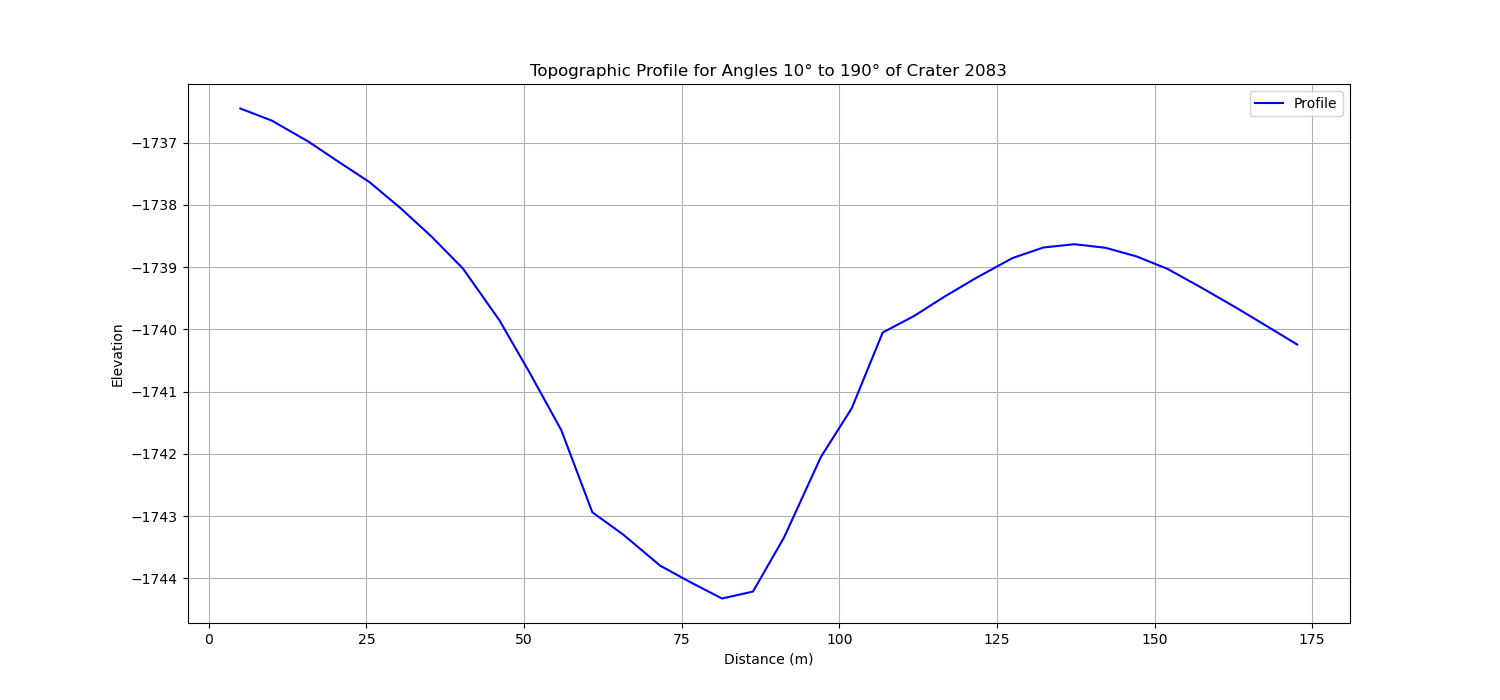 Topographic Profile for Angles 10° to 190° of Crater 2083
Profile
−1737
−1738
−1739
−1740
−1741
−1742
−1743
−1744
Elevation
0 25 50 75 100 125 150 175
Distance (m)